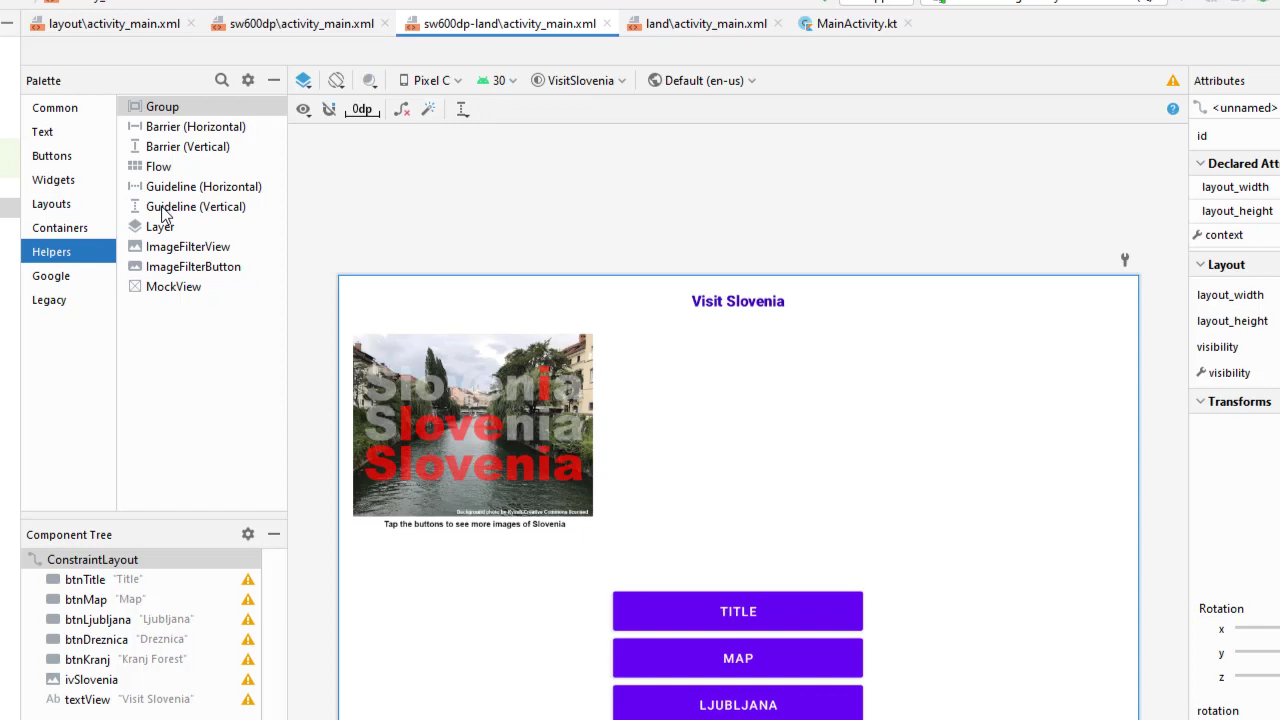 layout\activity_main.xml sw600dp\activity_main.xml sw600dp-land\activity_main.xml land\activity_main.xml MainActivity.kt
Palette
Pixel C 30 VisitSlovenia Default (en-us)
Attributes
Common
Text
Buttons
Widgets
Layouts
Containers
Helpers
Google
Legacy
Group
Barrier (Horizontal)
Barrier (Vertical)
Flow
Guideline (Horizontal)
Guideline (Vertical)
Layer
ImageFilterView
ImageFilterButton
MockView
0dp
Visit Slovenia
Slovenia
Slovenia
Slovenia
Tap the buttons to see more images of Slovenia
TITLE
MAP
LJUBLJANA
Component Tree
ConstraintLayout
btnTitle "Title"
btnMap "Map"
btnLjubljana "Ljubljana"
btnDreznica "Dreznica"
btnKranj "Kranj Forest"
ivSlovenia
Ab textView "Visit Slovenia"
<unnamed>
id
Declared Att
layout_width
layout_height
context
Layout
layout_width
layout_height
visibility
visibility
Transforms
Rotation
x
y
z
rotation